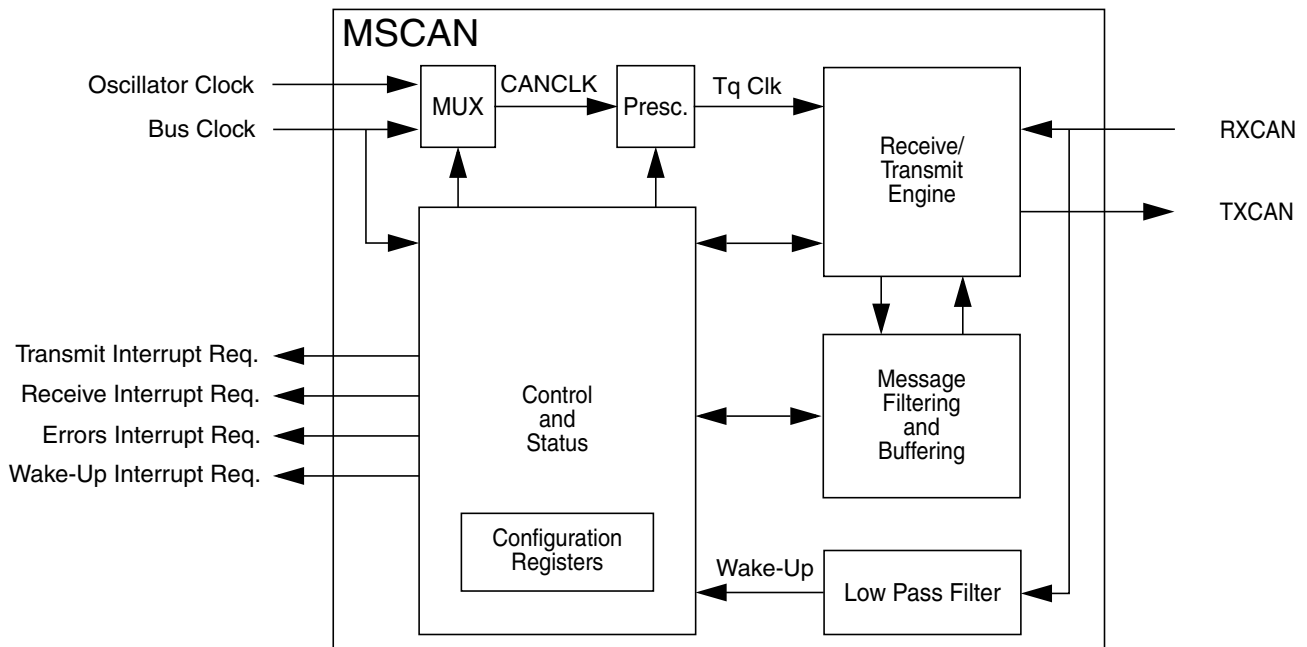 MSCAN
Oscillator Clock
MUX
CANCLK
Presc.
Tq Clk
Bus Clock
Receive/
Transmit
Engine
RXCAN
TXCAN
Transmit Interrupt Req.
Receive Interrupt Req.
Errors Interrupt Req.
Wake-Up Interrupt Req.
Control
and
Status
Message
Filtering
and
Buffering
Configuration
Registers
Wake-Up
Low Pass Filter